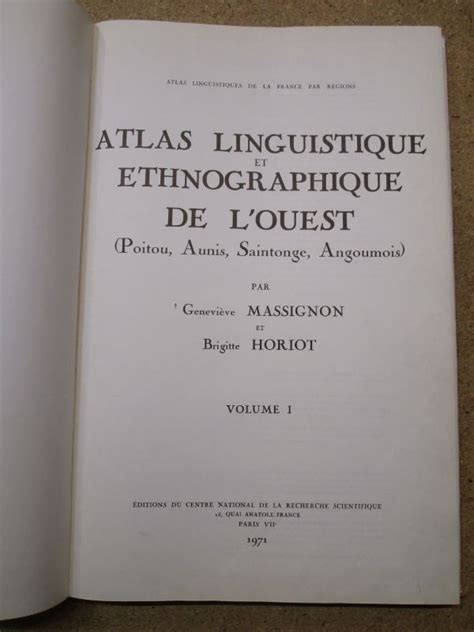 ATLAS LINGUISTIQUES DE LA FRANCE PAR RÉGIONS
ATLAS LINGUISTIQUE
ET
ETHNOGRAPHIQUE
DE L'OUEST
(Poitou, Aunis, Saintonge, Angoumois)
PAR
† Geneviève MASSIGNON
ET
Brigitte HORIOT
VOLUME I
ÉDITIONS DU CENTRE NATIONAL DE LA RECHERCHE SCIENTIFIQUE
15, QUAI ANATOLE-FRANCE
PARIS VIIᵉ
1971